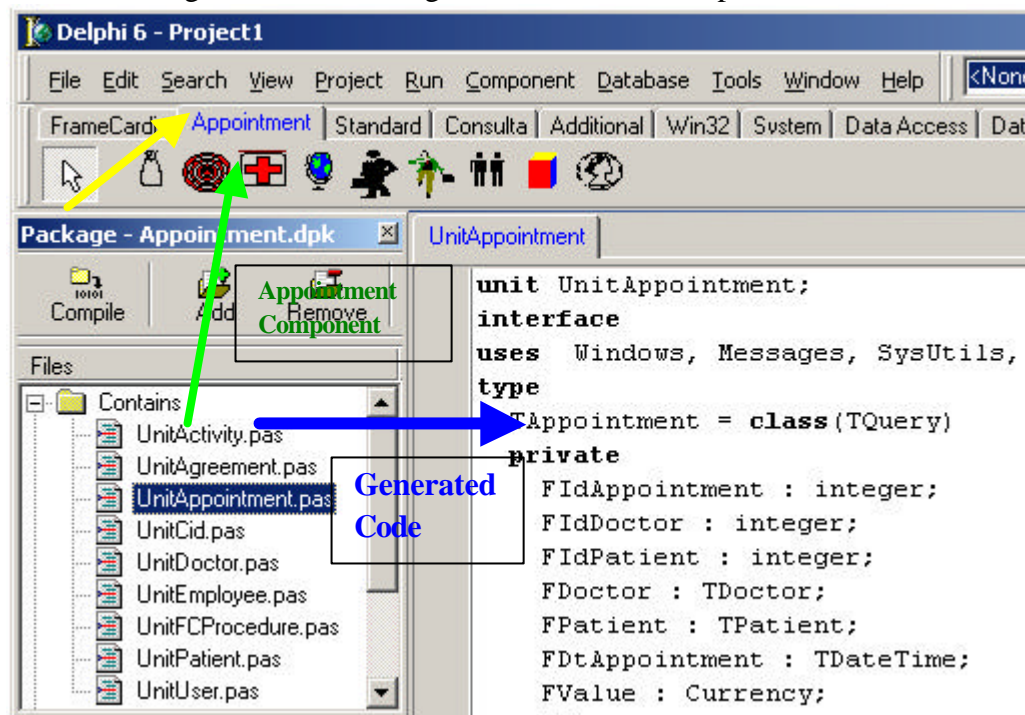 Delphi 6 - Project1
File Edit Search View Project Run Component Database Tools Window Help <None
Appointment Standard Consulta Additional Win32 System Data Access Dat
Package - Appointment.dpk
UnitAppointment
Compile Add Remove
Appointment
Component
Files
Contains
UnitActivity.pas
UnitAgreement.pas
UnitAppointment.pas
UnitCid.pas
UnitDoctor.pas
UnitEmployee.pas
UnitFCProcedure.pas
UnitPatient.pas
UnitUser.pas
Generated
Code
unit UnitAppointment;
interface
uses Windows, Messages, SysUtils,
type
TAppointment = class(TQuery)
private
FIdAppointment : integer;
FIdDoctor : integer;
FIdPatient : integer;
FDoctor : TDoctor;
FPatient : TPatient;
FDtAppointment : TDateTime;
FValue : Currency;